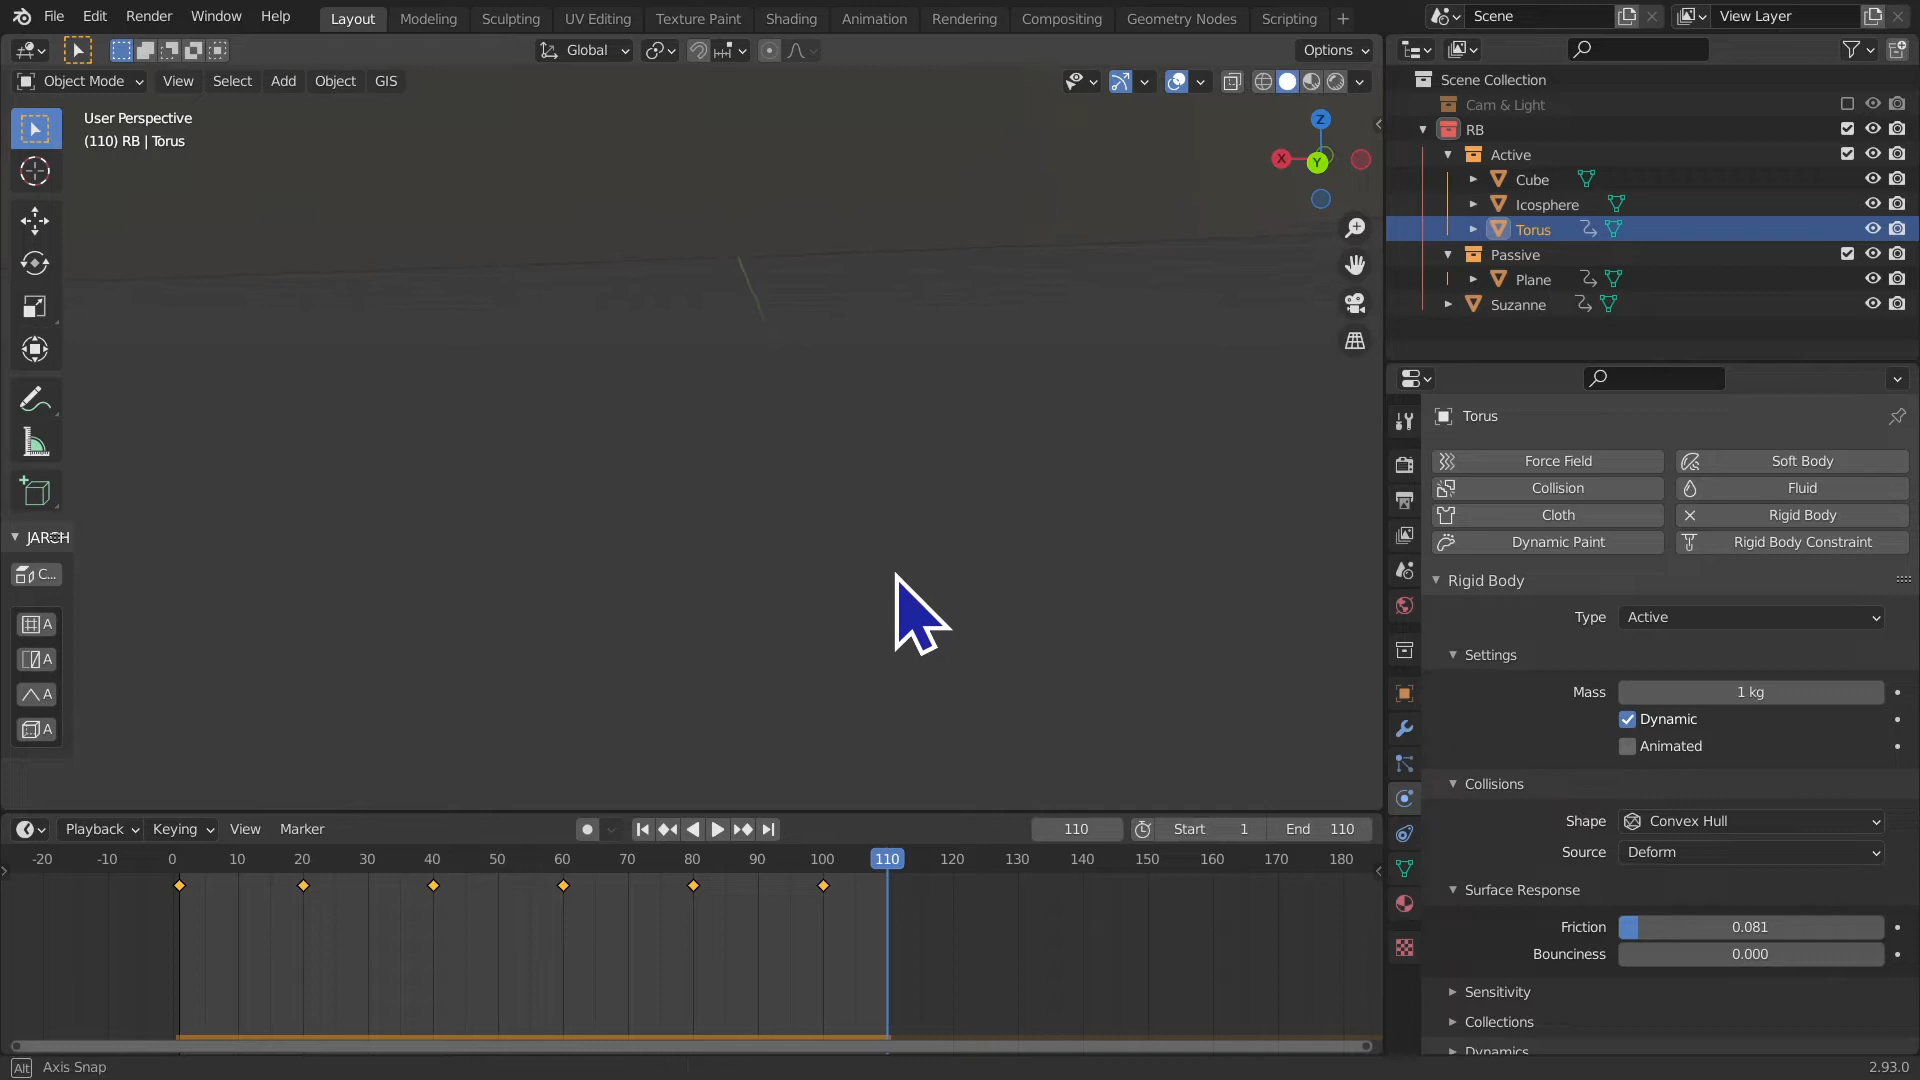 File Edit Render Window Help Layout Modeling Sculpting UV Editing Texture Paint Shading Animation Rendering Compositing Geometry Nodes Scripting + Scene View Layer
Global Options
Object Mode View Select Add Object GIS
User Perspective
(110) RB | Torus
Z
X
Y
JARCH
C...
A
A
A
A
Scene Collection
Cam & Light
RB
Active
Cube
Icosphere
Torus
Passive
Plane
Suzanne
Torus
Force Field Soft Body
Collision Fluid
Cloth Rigid Body
Dynamic Paint Rigid Body Constraint
Rigid Body
Type Active
Settings
Mass 1 kg
Dynamic
Animated
Collisions
Shape Convex Hull
Source Deform
Surface Response
Friction 0.081
Bounciness 0.000
Sensitivity
Collections
Dynamics
Playback Keying View Marker 110 Start 1 End 110
-20 -10 0 10 20 30 40 50 60 70 80 90 100 110 120 130 140 150 160 170 180
Alt Axis Snap 2.93.0